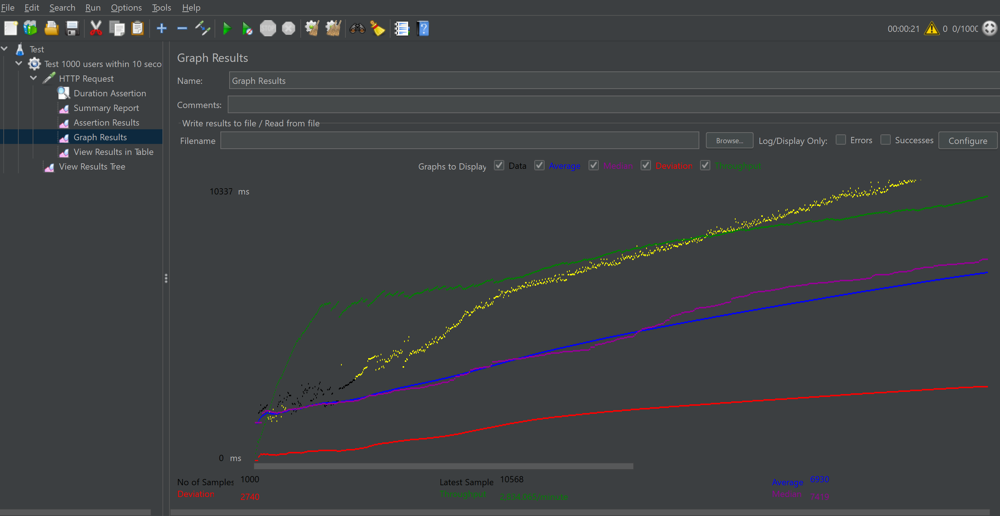 File Edit Search Run Options Tools Help
STOP
00:00:21 0 0/100
Test
Test 1000 users within 10 seco
HTTP Request
Duration Assertion
Summary Report
Assertion Results
Graph Results
View Results in Table
View Results Tree
Graph Results
Name: Graph Results
Comments:
Write results to file / Read from file
Filename Browse... Log/Display Only: Errors Successes Configure
Graphs to Display Data Average Median Deviation Throughput
10337 ms
0 ms
No of Samples 1000 Latest Sample 10568 Average 6930
Deviation 2740 Throughput 2,834.065/minute Median 7419